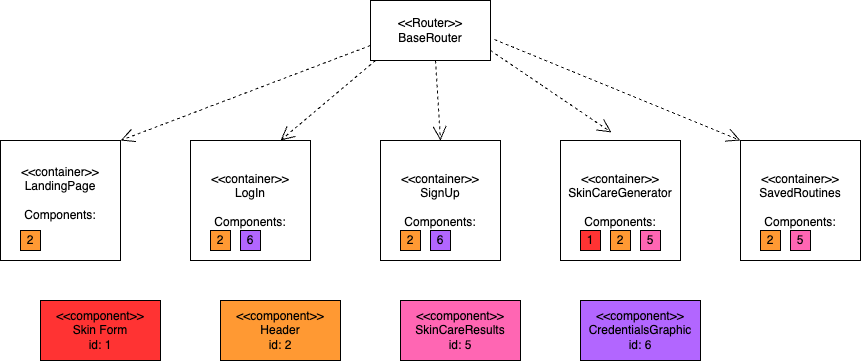 <<Router>>
BaseRouter
<<container>>
LandingPage
Components:
2
<<container>>
LogIn
Components:
2 6
<<container>>
SignUp
Components:
2 6
<<container>>
SkinCareGenerator
Components:
1 2 5
<<container>>
SavedRoutines
Components:
2 5
<<component>>
Skin Form
id: 1
<<component>>
Header
id: 2
<<component>>
SkinCareResults
id: 5
<<component>>
CredentialsGraphic
id: 6